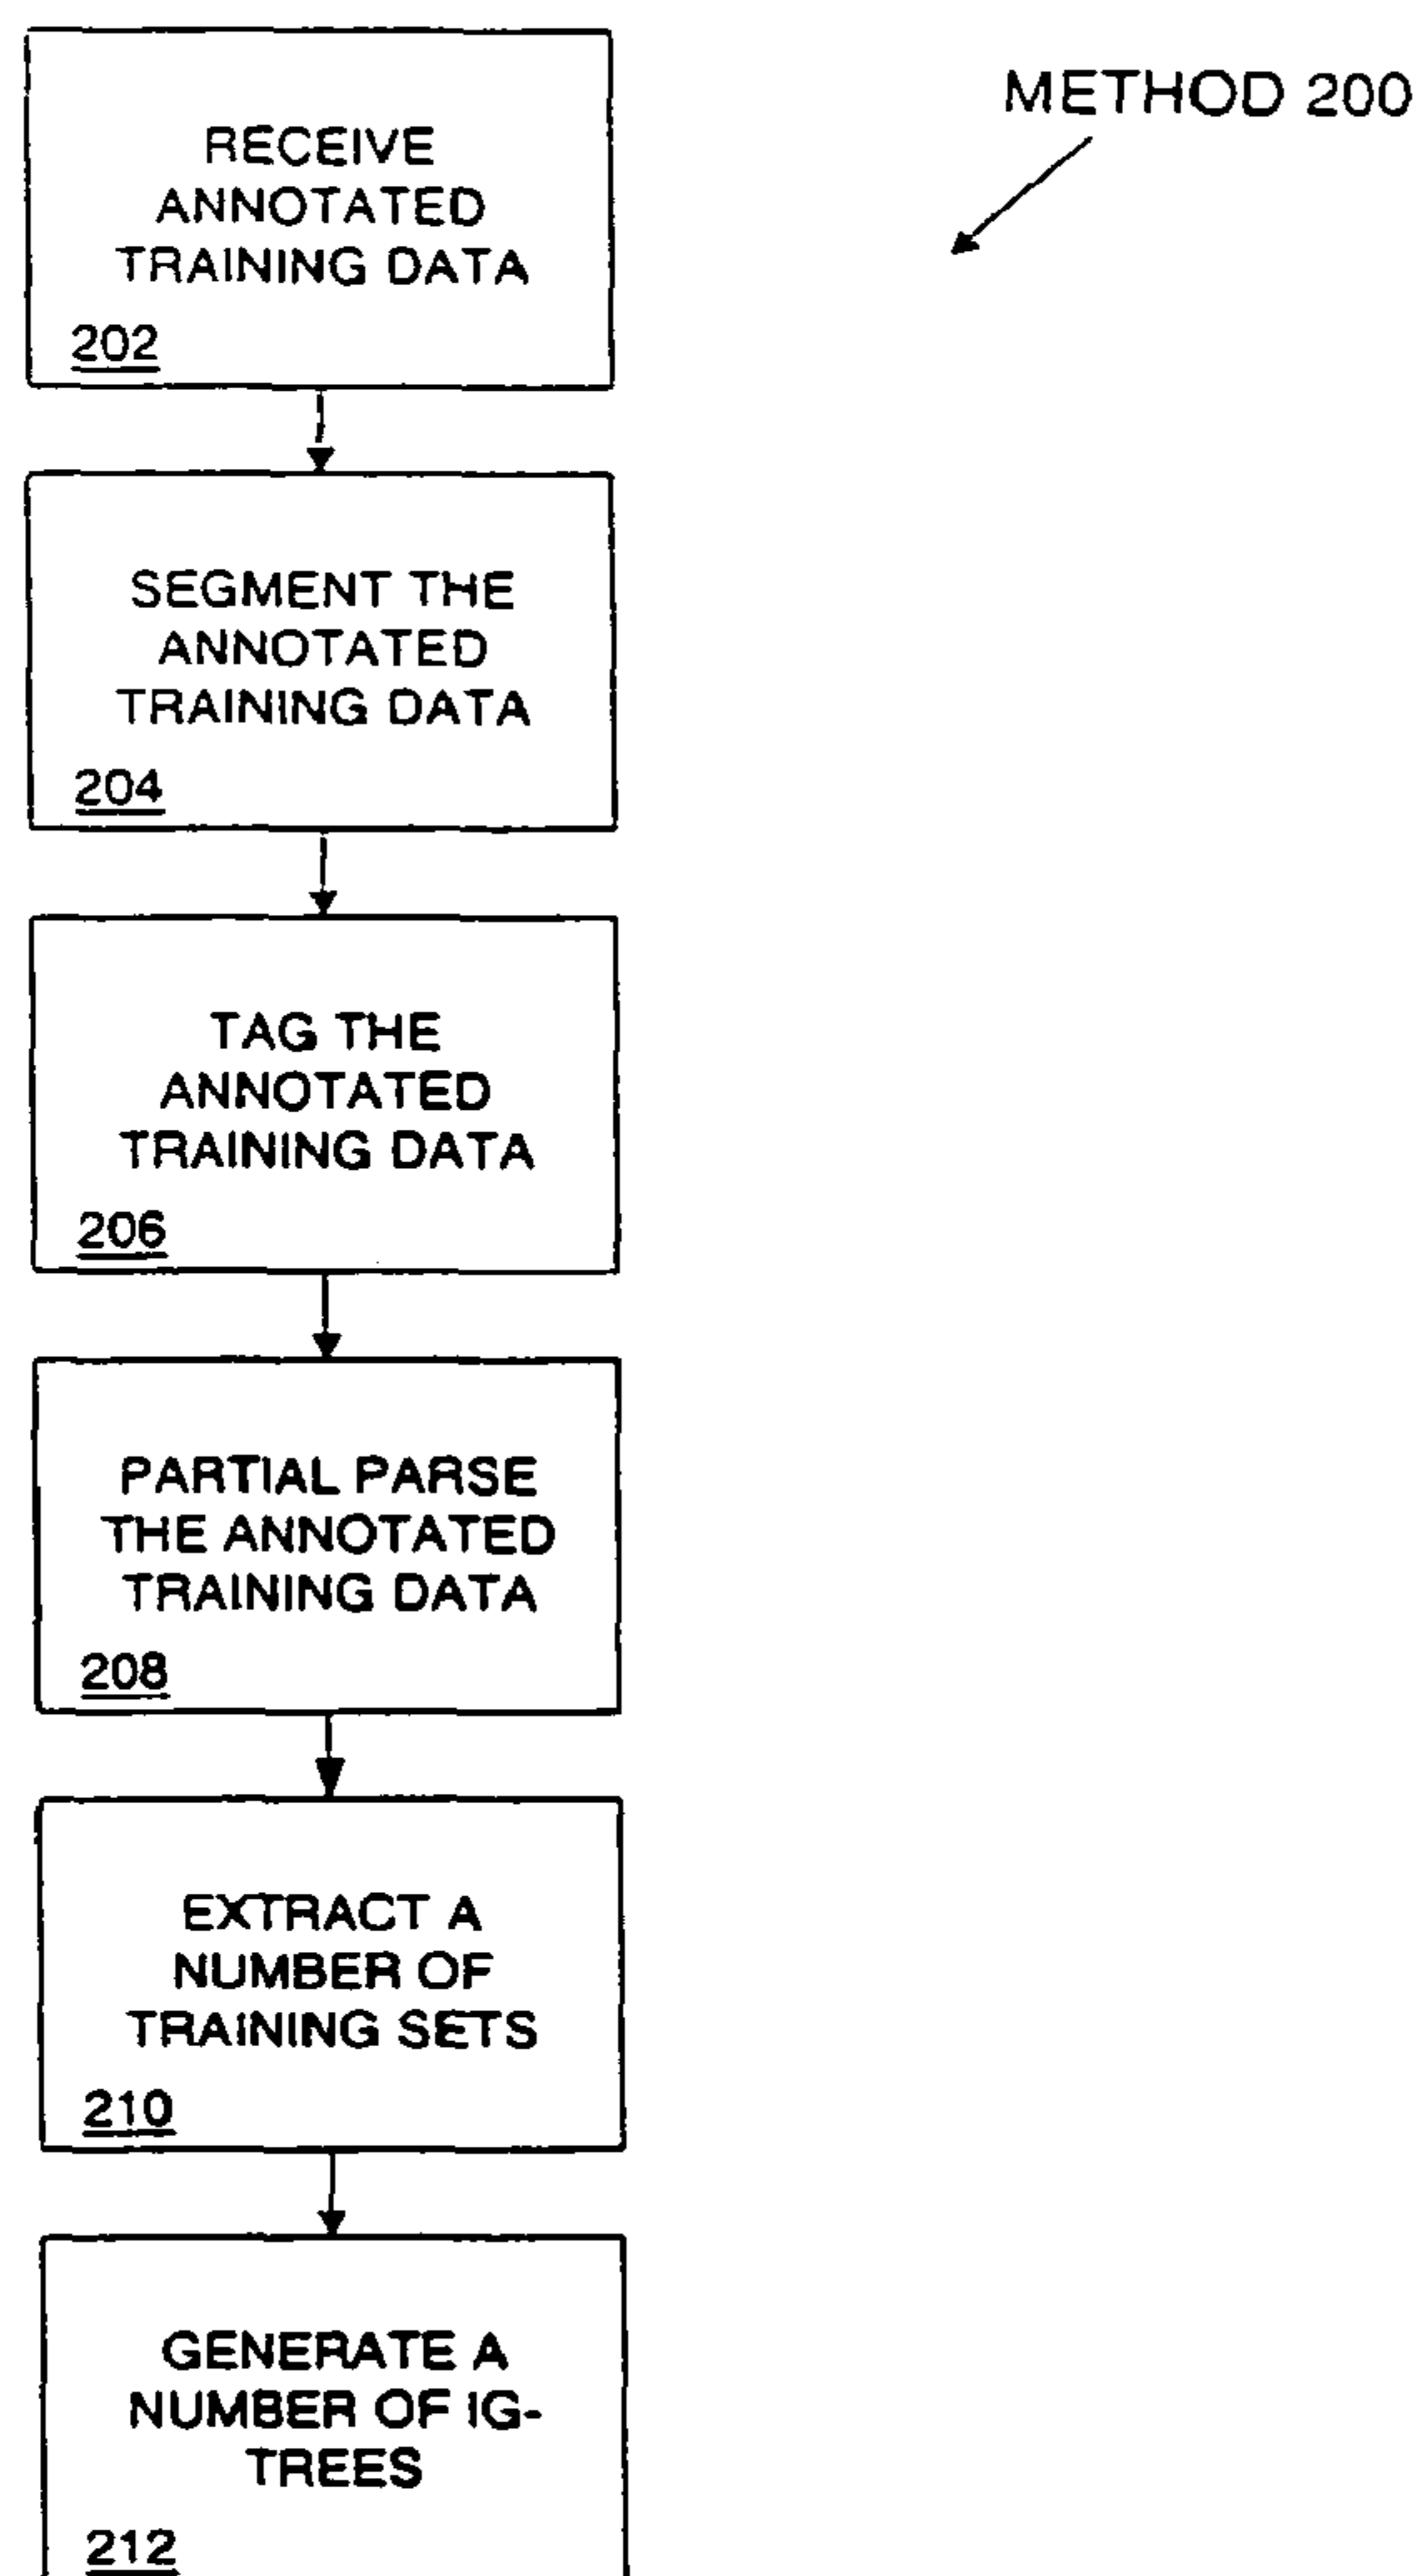 METHOD 200
RECEIVE
ANNOTATED
TRAINING DATA
202
SEGMENT THE
ANNOTATED
TRAINING DATA
204
TAG THE
ANNOTATED
TRAINING DATA
206
PARTIAL PARSE
THE ANNOTATED
TRAINING DATA
208
EXTRACT A
NUMBER OF
TRAINING SETS
210
GENERATE A
NUMBER OF IG-
TREES
212